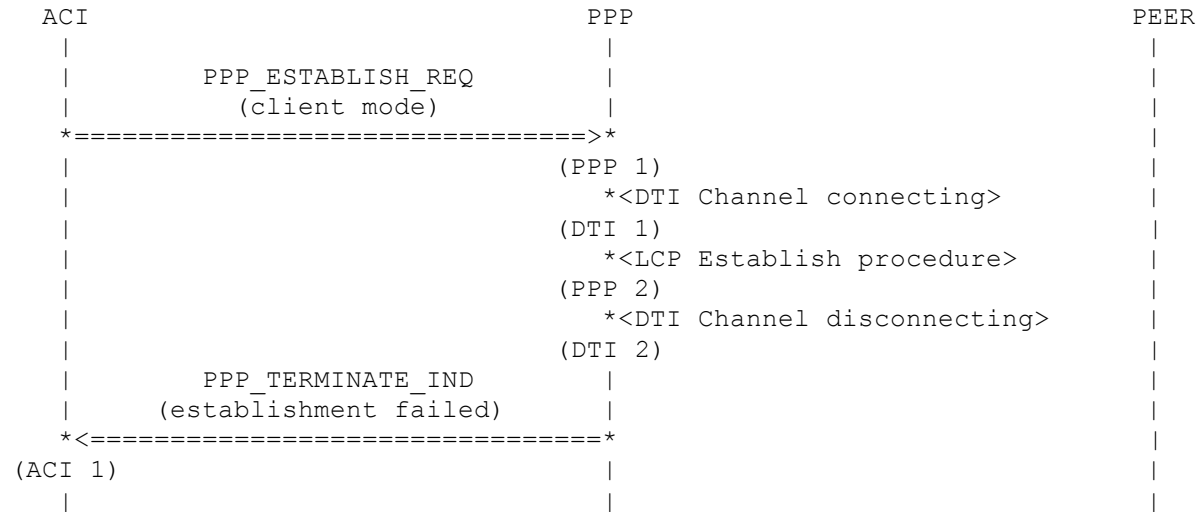 ACI PPP PEER
| | |
| PPP_ESTABLISH_REQ | |
| (client mode) | |
*================================>* |
| (PPP 1) |
| *<DTI Channel connecting> |
| (DTI 1) |
| *<LCP Establish procedure> |
| (PPP 2) |
| *<DTI Channel disconnecting> |
| (DTI 2) |
| PPP_TERMINATE_IND | |
| (establishment failed) | |
*<================================* |
(ACI 1) | |
| | |